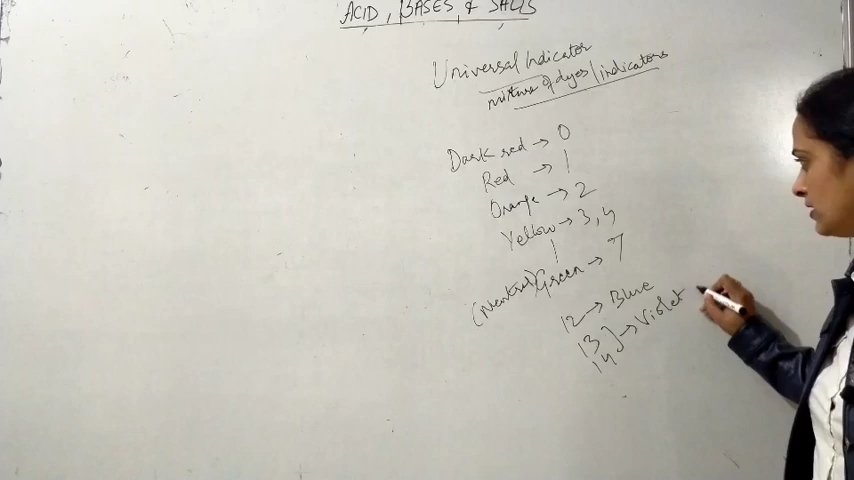 ACID, BASES & SALTS
Universal Indicator
mixture of dyes/indicators
Dark red → 0
Red → 1
Orange → 2
Yellow → 3, 4
(Neutral) Green → 7
12 → Blue
13
14 ] → Violet